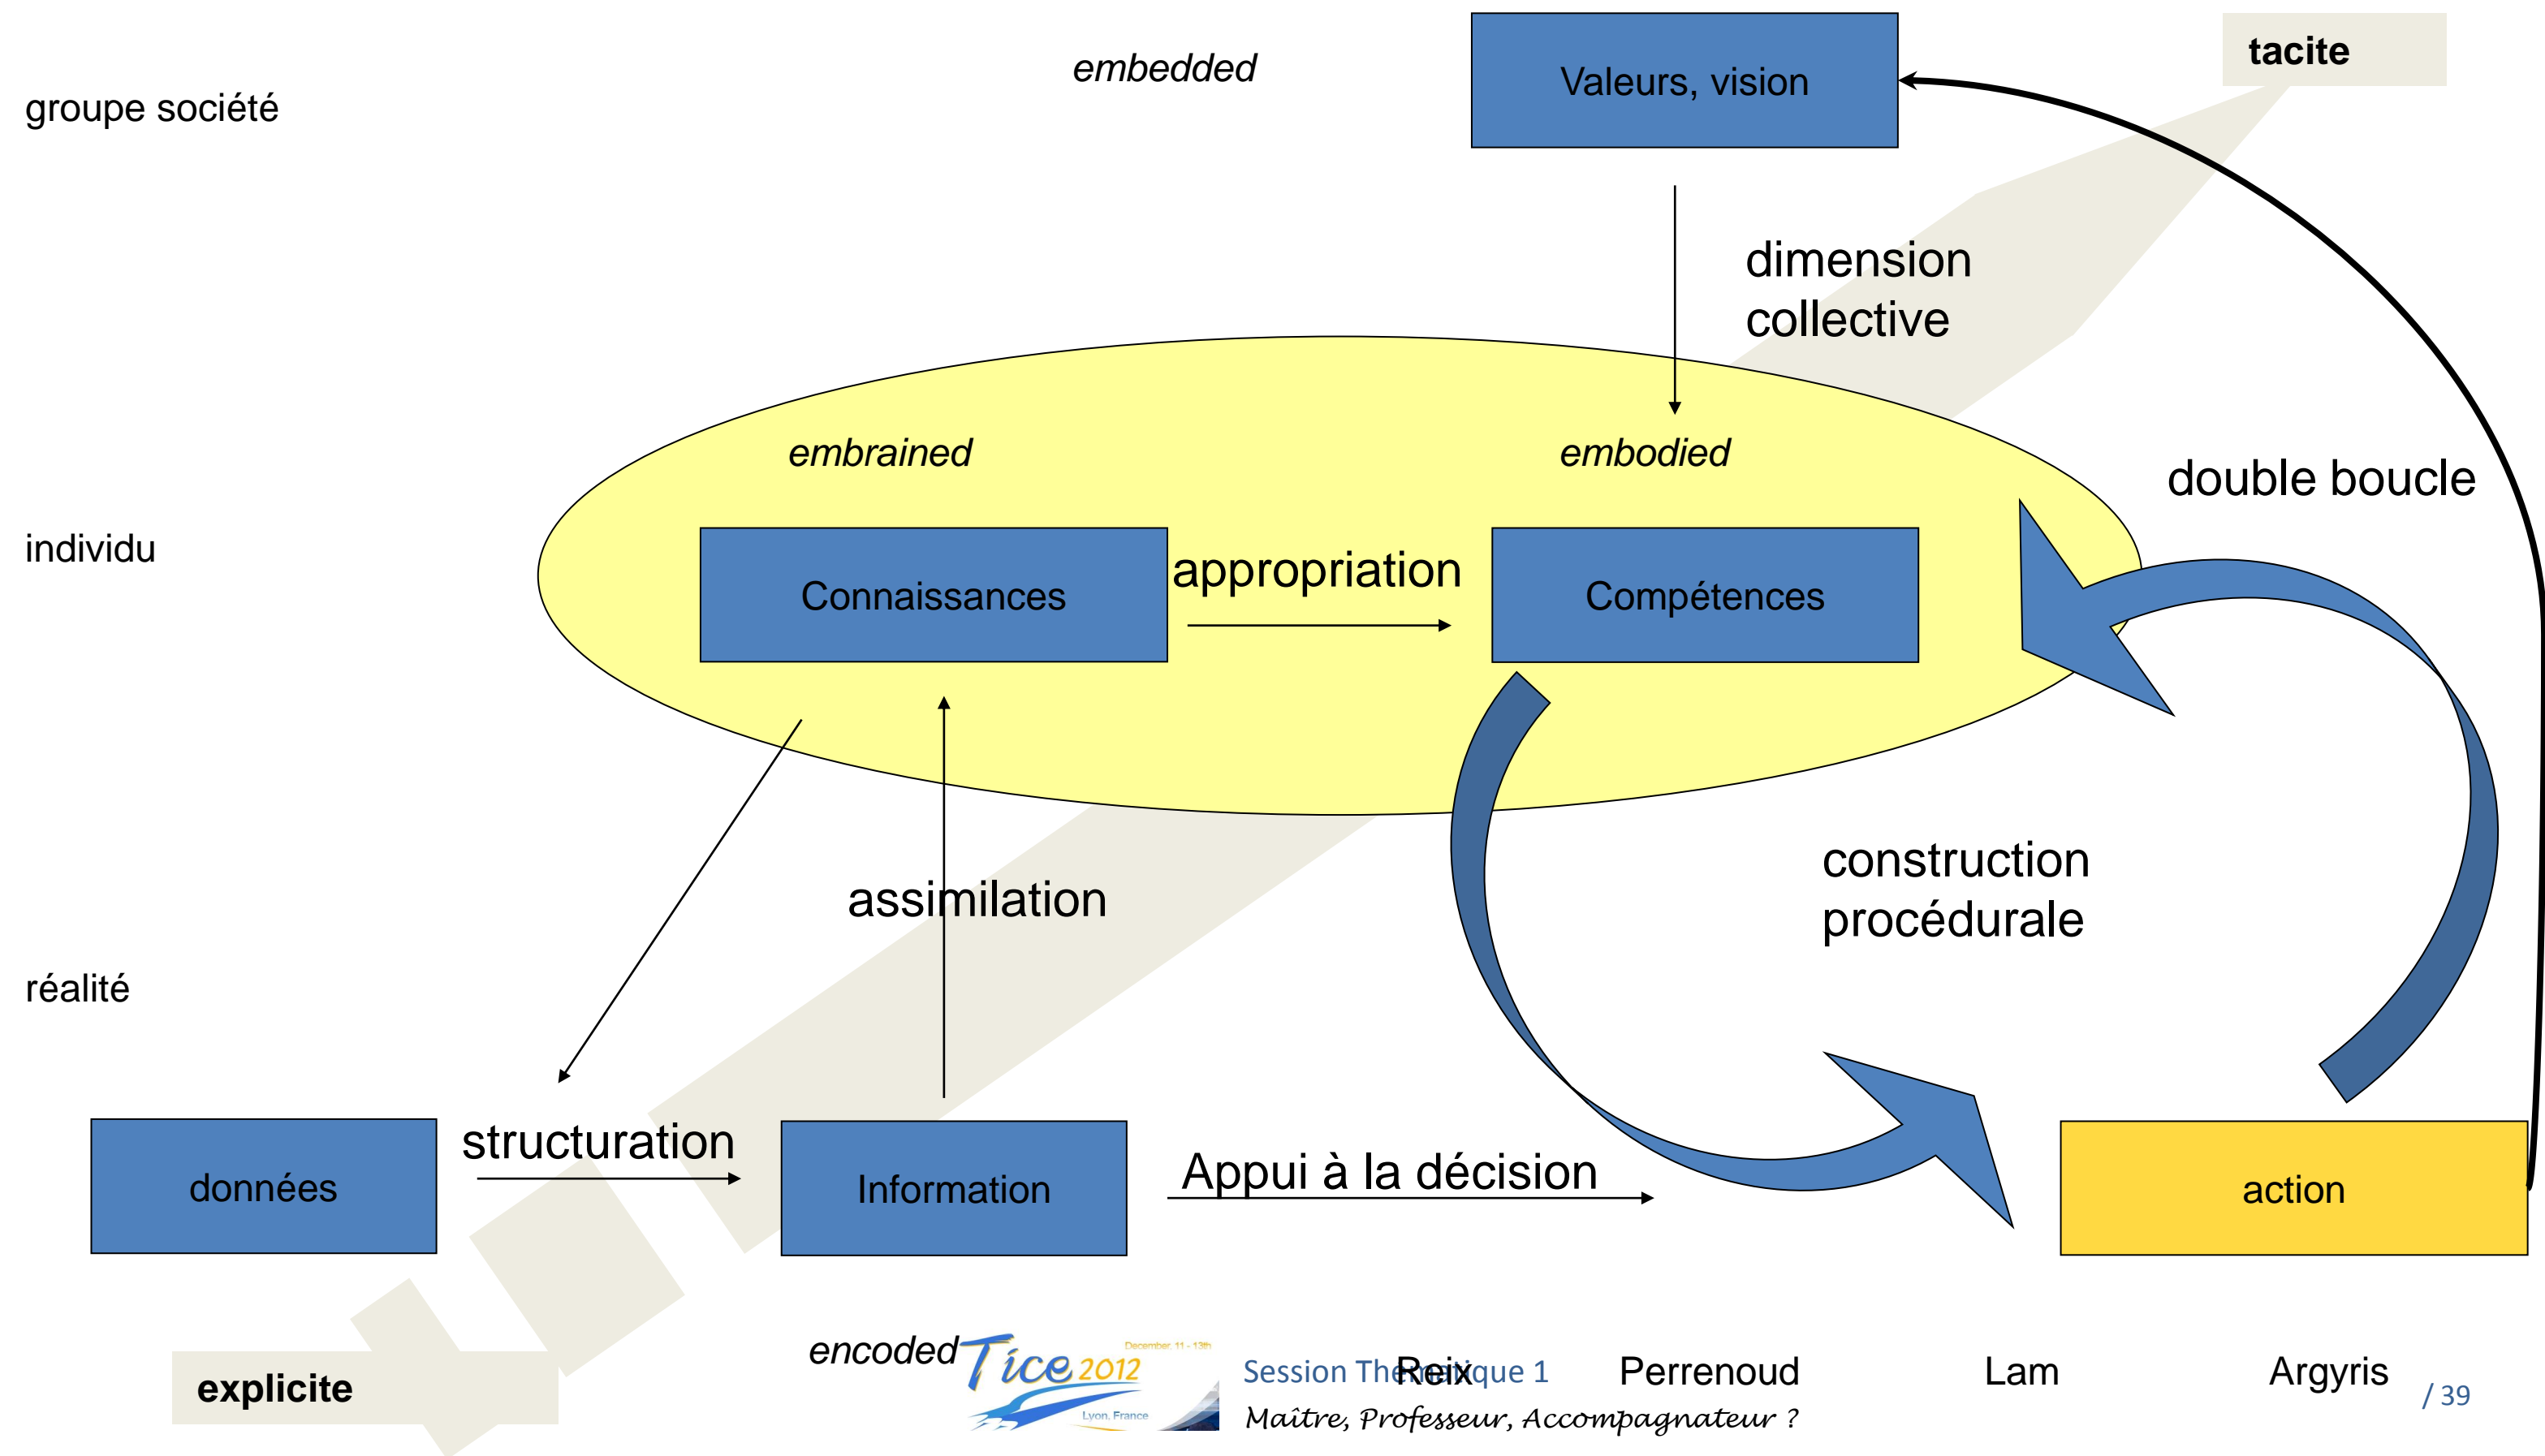 embedded
Valeurs, vision
tacite
groupe société
dimension
collective
embrained
embodied
double boucle
individu
Connaissances
appropriation
Compétences
construction
procédurale
assimilation
réalité
données
structuration
Information
Appui à la décision
action
encoded
explicite
Tice 2012
December, 11 - 13th
Lyon, France
Session Thématique 1
Reix
Perrenoud
Lam
Argyris
Maître, Professeur, Accompagnateur ?
/ 39